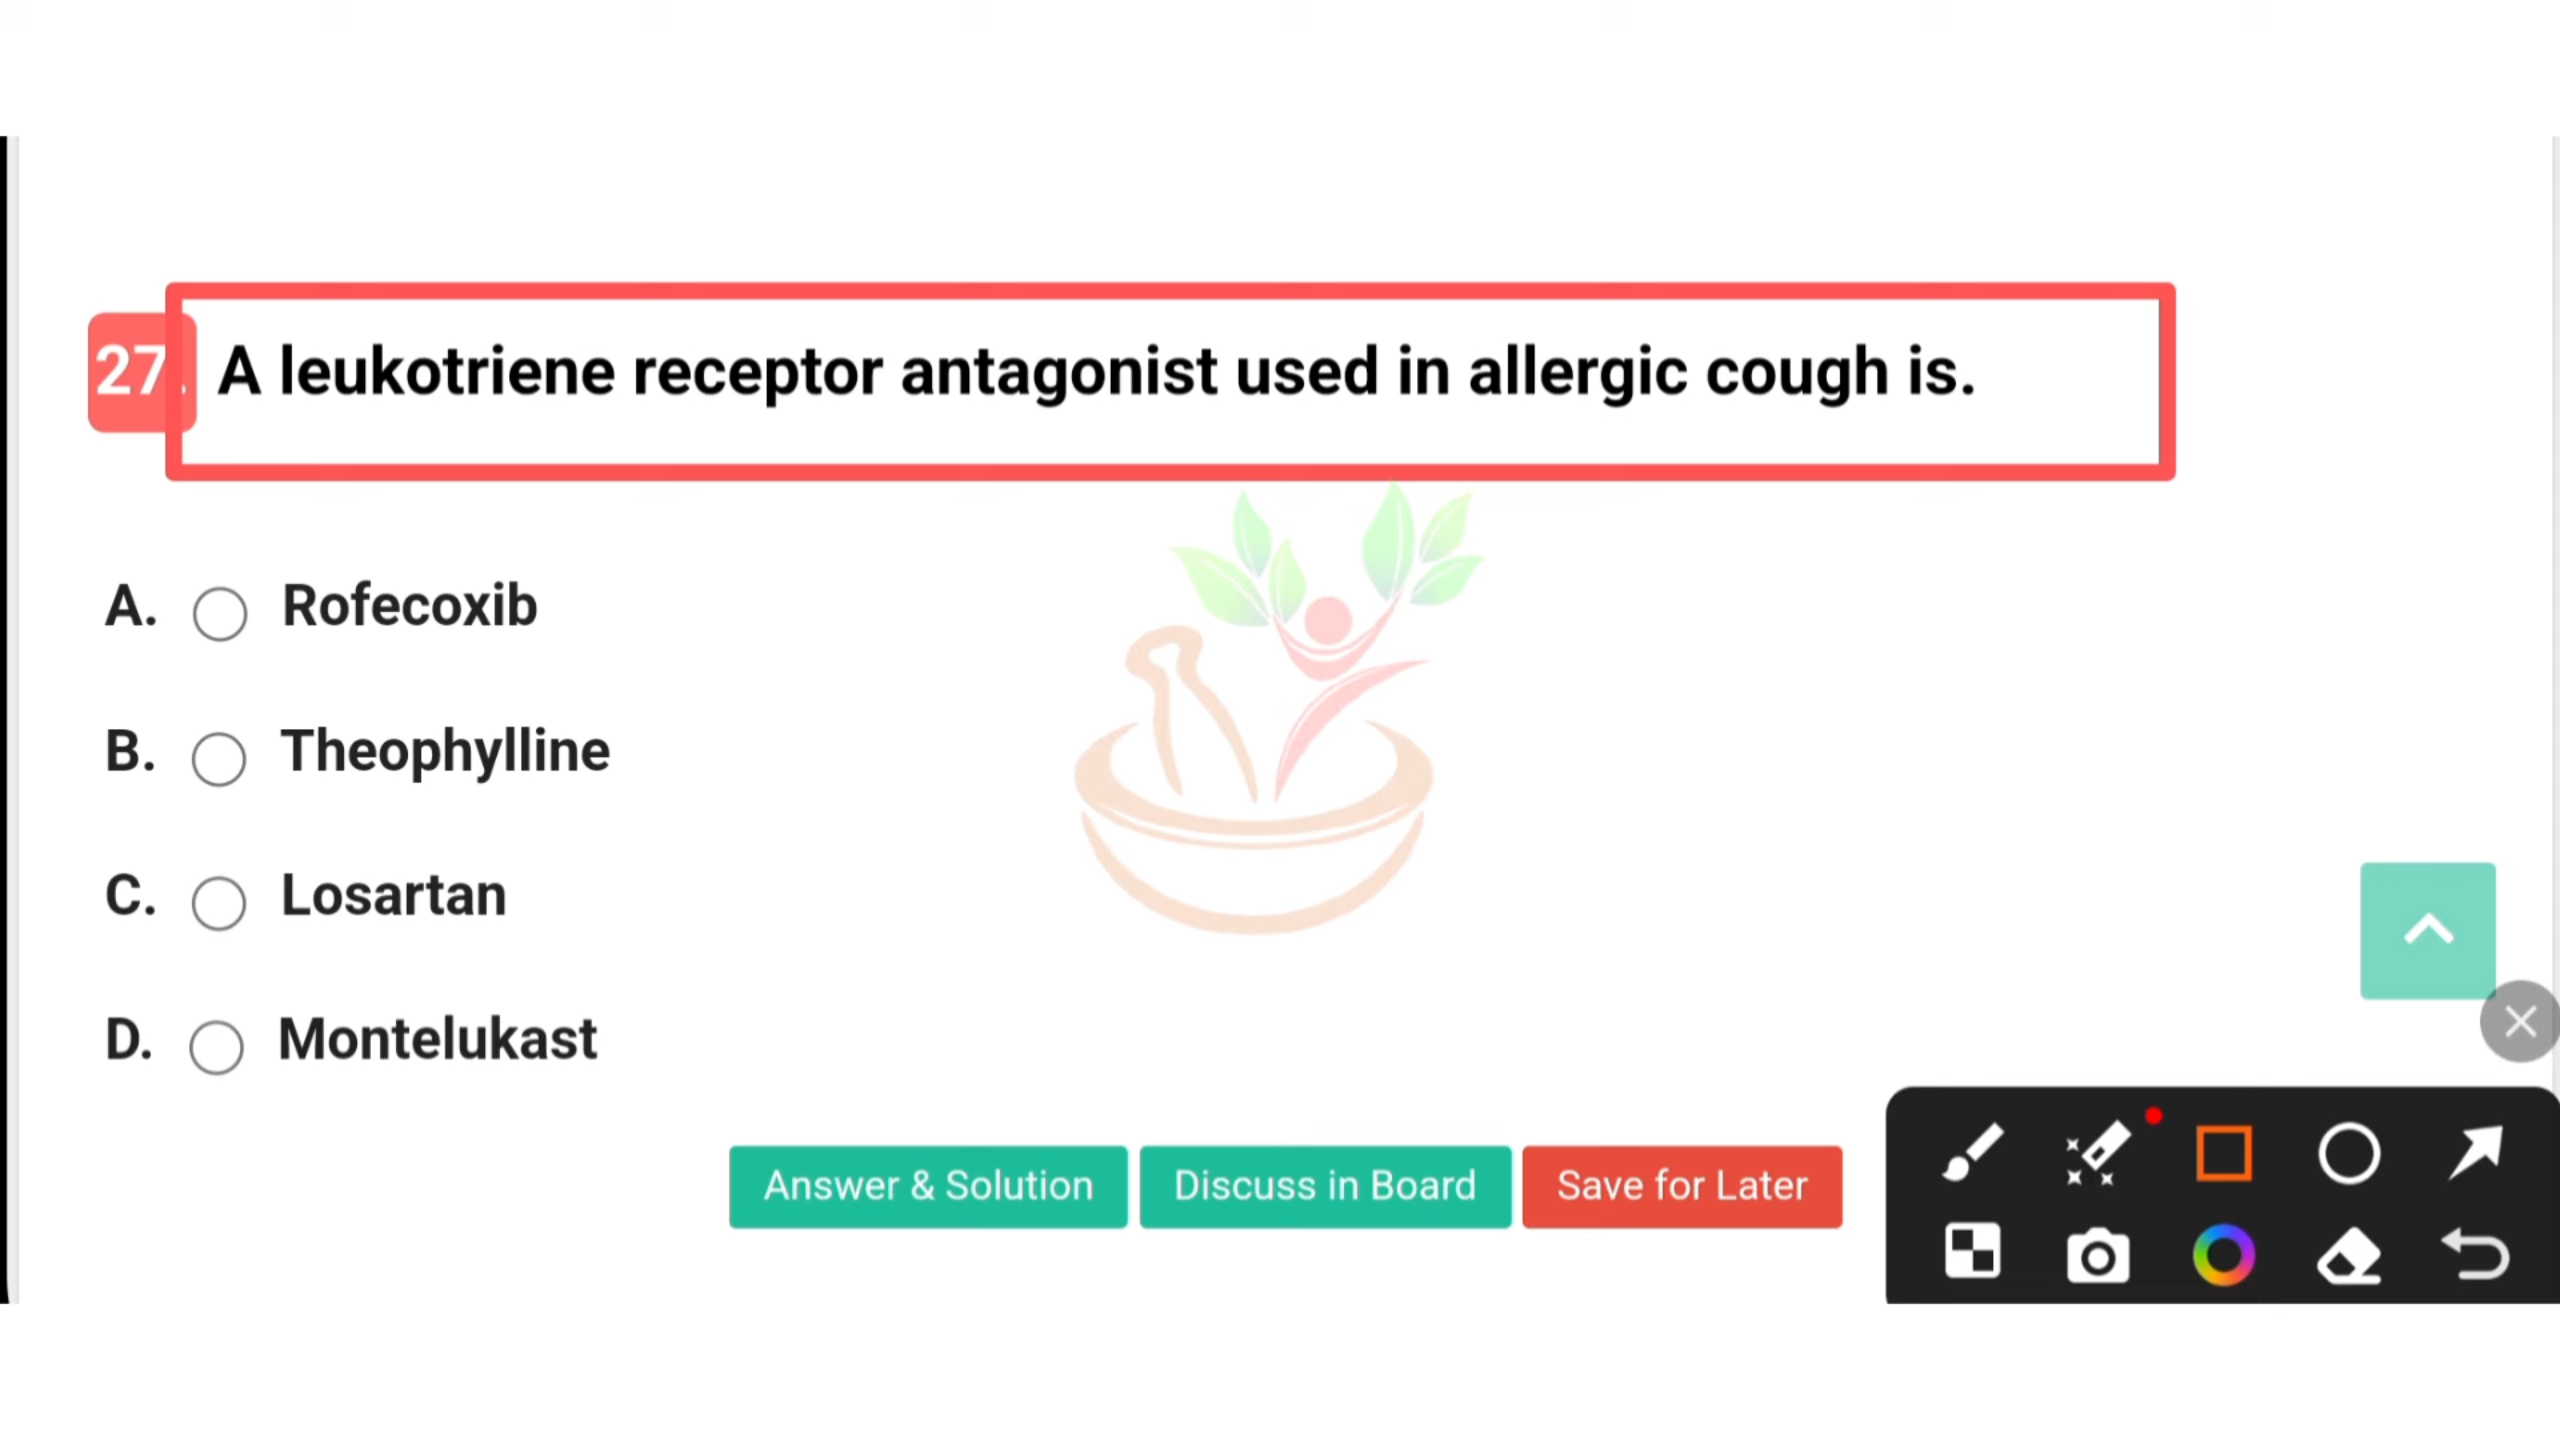 27. A leukotriene receptor antagonist used in allergic cough is.
A. Rofecoxib
B. Theophylline
C. Losartan
D. Montelukast
Answer & Solution Discuss in Board Save for Later